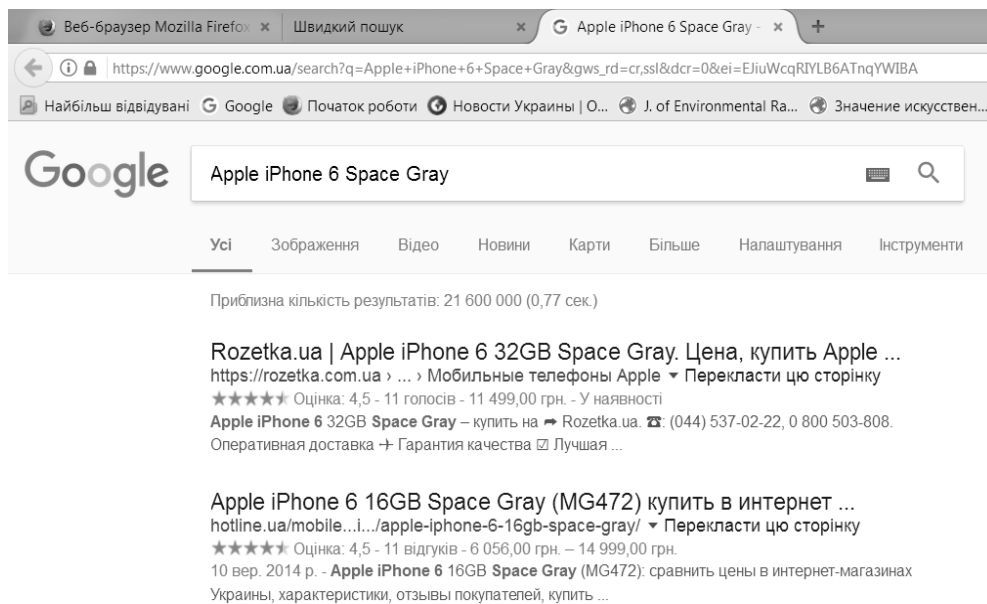 Веб-браузер Mozilla Firefox × Швидкий пошук × G Apple iPhone 6 Space Gray - × +
https://www.google.com.ua/search?q=Apple+iPhone+6+Space+Gray&gws_rd=cr,ssl&dcr=0&ei=EJiuWcqRIYLB6ATnqYWIBA
Найбільш відвідувані G Google Початок роботи Новости Украины | О... J. of Environmental Ra... Значение искусствен...
Google Apple iPhone 6 Space Gray
Усі Зображення Відео Новини Карти Більше Налаштування Інструменти
Приблизна кількість результатів: 21 600 000 (0,77 сек.)
Rozetka.ua | Apple iPhone 6 32GB Space Gray. Цена, купить Apple ...
https://rozetka.com.ua › ... › Мобильные телефоны Apple ▼ Перекласти цю сторінку
★★★★★ Оцінка: 4,5 - 11 голосів - 11 499,00 грн. - У наявності
Apple iPhone 6 32GB Space Gray – купить на ➦ Rozetka.ua. ☎: (044) 537-02-22, 0 800 503-808.
Оперативная доставка ✈ Гарантия качества ☑ Лучшая ...
Apple iPhone 6 16GB Space Gray (MG472) купить в интернет ...
hotline.ua/mobile...i.../apple-iphone-6-16gb-space-gray/ ▼ Перекласти цю сторінку
★★★★★ Оцінка: 4,5 - 11 відгуків - 6 056,00 грн. – 14 999,00 грн.
10 вер. 2014 р. - Apple iPhone 6 16GB Space Gray (MG472): сравнить цены в интернет-магазинах
Украины, характеристики, отзывы покупателей, купить ...